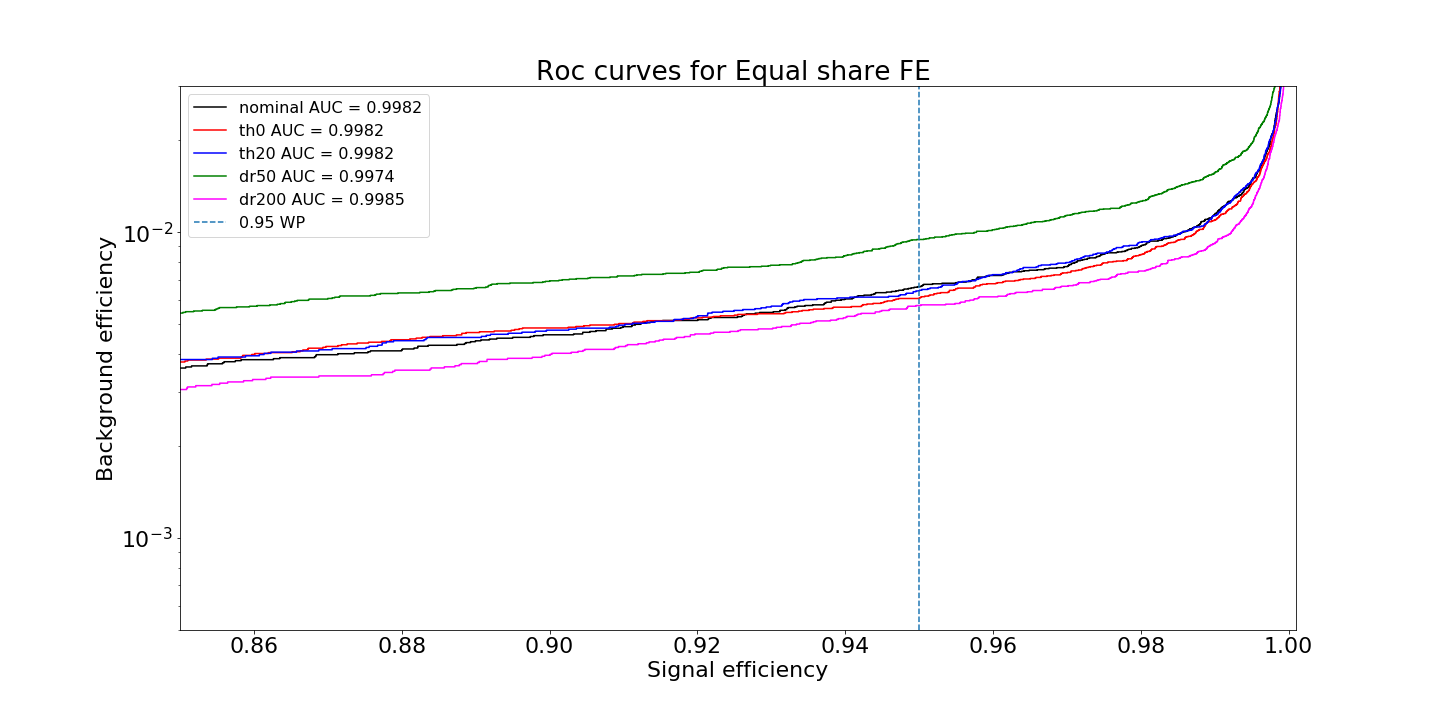 Roc curves for Equal share FE
nominal AUC = 0.9982
th0 AUC = 0.9982
th20 AUC = 0.9982
dr50 AUC = 0.9974
dr200 AUC = 0.9985
0.95 WP
Background efficiency
10⁻²
10⁻³
0.86 0.88 0.90 0.92 0.94 0.96 0.98 1.00
Signal efficiency